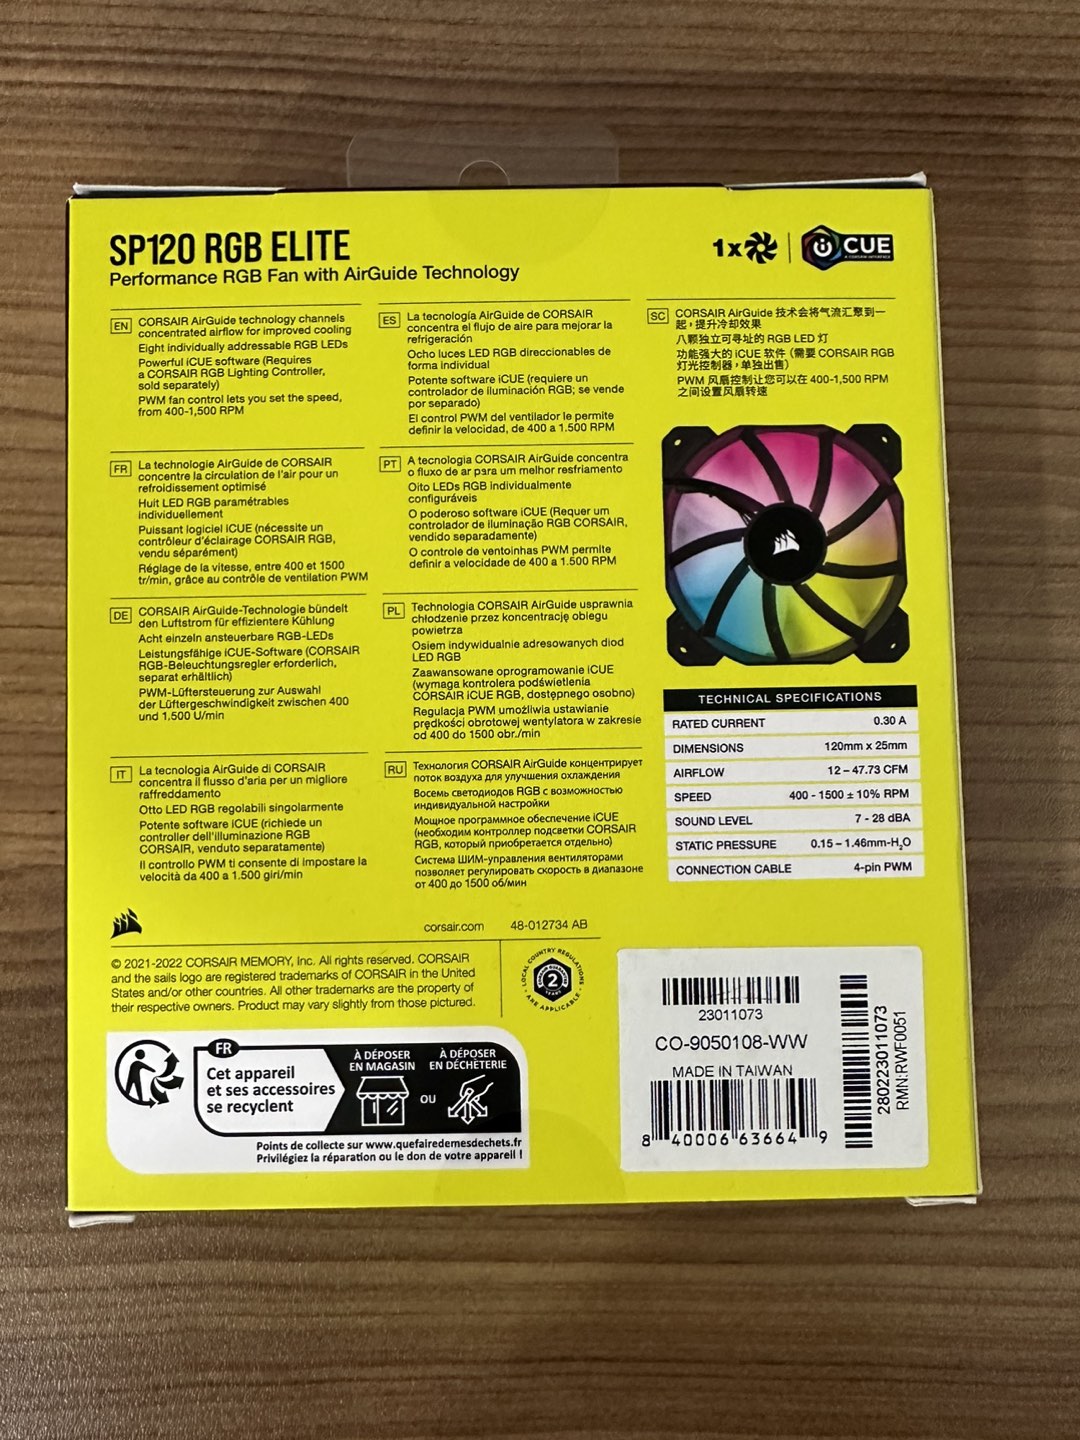 SP120 RGB ELITE
Performance RGB Fan with AirGuide Technology
1x
CUE
EN
CORSAIR AirGuide technology channels
concentrated airflow for improved cooling
Eight individually addressable RGB LEDs
Powerful iCUE software (Requires
a CORSAIR RGB Lighting Controller,
sold separately)
PWM fan control lets you set the speed,
from 400-1,500 RPM
FR
La technologie AirGuide de CORSAIR
concentre la circulation de l'air pour un
refroidissement optimisé
Huit LED RGB paramétrables
individuellement
Puissant logiciel iCUE (nécessite un
contrôleur d'éclairage CORSAIR RGB,
vendu séparément)
Réglage de la vitesse, entre 400 et 1500
tr/min, grâce au contrôle de ventilation PWM
DE
CORSAIR AirGuide-Technologie bündelt
den Luftstrom für effizientere Kühlung
Acht einzeln ansteuerbare RGB-LEDs
Leistungsfähige iCUE-Software (CORSAIR
RGB-Beleuchtungsregler erforderlich,
separat erhältlich)
PWM-Lüftersteuerung zur Auswahl
der Lüftergeschwindigkeit zwischen 400
und 1.500 U/min
IT
La tecnologia AirGuide di CORSAIR
concentra il flusso d'aria per un migliore
raffreddamento
Otto LED RGB regolabili singolarmente
Potente software iCUE (richiede un
controller dell'illuminazione RGB
CORSAIR, venduto separatamente)
Il controllo PWM ti consente di impostare la
velocità da 400 a 1.500 giri/min
ES
La tecnología AirGuide de CORSAIR
concentra el flujo de aire para mejorar la
refrigeración
Ocho luces LED RGB direccionables de
forma individual
Potente software iCUE (requiere un
controlador de iluminación RGB; se vende
por separado)
El control PWM del ventilador le permite
definir la velocidad, de 400 a 1.500 RPM
PT
A tecnologia CORSAIR AirGuide concentra
o fluxo de ar para um melhor resfriamento
Oito LEDs RGB individualmente
configuráveis
O poderoso software iCUE (Requer um
controlador de iluminação RGB CORSAIR,
vendido separadamente)
O controle de ventoinhas PWM permite
definir a velocidade de 400 a 1.500 RPM
PL
Technologia CORSAIR AirGuide usprawnia
chłodzenie przez koncentrację obiegu
powietrza
Osiem indywidualnie adresowanych diod
LED RGB
Zaawansowane oprogramowanie iCUE
(wymaga kontrolera podświetlenia
CORSAIR iCUE RGB, dostępnego osobno)
Regulacja PWM umożliwia ustawianie
prędkości obrotowej wentylatora w zakresie
od 400 do 1500 obr./min
RU
Технология CORSAIR AirGuide концентрирует
поток воздуха для улучшения охлаждения
Восемь светодиодов RGB с возможностью
индивидуальной настройки
Мощное программное обеспечение iCUE
(необходим контроллер подсветки CORSAIR
RGB, который приобретается отдельно)
Система ШИМ-управления вентиляторами
позволяет регулировать скорость в диапазоне
от 400 до 1500 об/мин
SC
CORSAIR AirGuide 技术会将气流汇聚到一
起，提升冷却效果
八颗独立可寻址的 RGB LED 灯
功能强大的 iCUE 软件（需要 CORSAIR RGB
灯光控制器，单独出售）
PWM 风扇控制让您可以在 400-1,500 RPM
之间设置风扇转速
TECHNICAL SPECIFICATIONS
RATED CURRENT 0.30 A
DIMENSIONS 120mm x 25mm
AIRFLOW 12 – 47.73 CFM
SPEED 400 - 1500 ± 10% RPM
SOUND LEVEL 7 - 28 dBA
STATIC PRESSURE 0.15 – 1.46mm-H₂O
CONNECTION CABLE 4-pin PWM
corsair.com 48-012734 AB
© 2021-2022 CORSAIR MEMORY, Inc. All rights reserved. CORSAIR
and the sails logo are registered trademarks of CORSAIR in the United
States and/or other countries. All other trademarks are the property of
their respective owners. Product may vary slightly from those pictured.
LOCAL COUNTRY REGULATIONS
2
YEARS
ARE APPLICABLE
FR
Cet appareil
et ses accessoires
se recyclent
À DÉPOSER
EN MAGASIN
OU
À DÉPOSER
EN DÉCHÈTERIE
Points de collecte sur www.quefairedemesdechets.fr
Privilégiez la réparation ou le don de votre appareil !
23011073
CO-9050108-WW
MADE IN TAIWAN
8 40006 63664 9
2802223011073
RMN:RWF0051